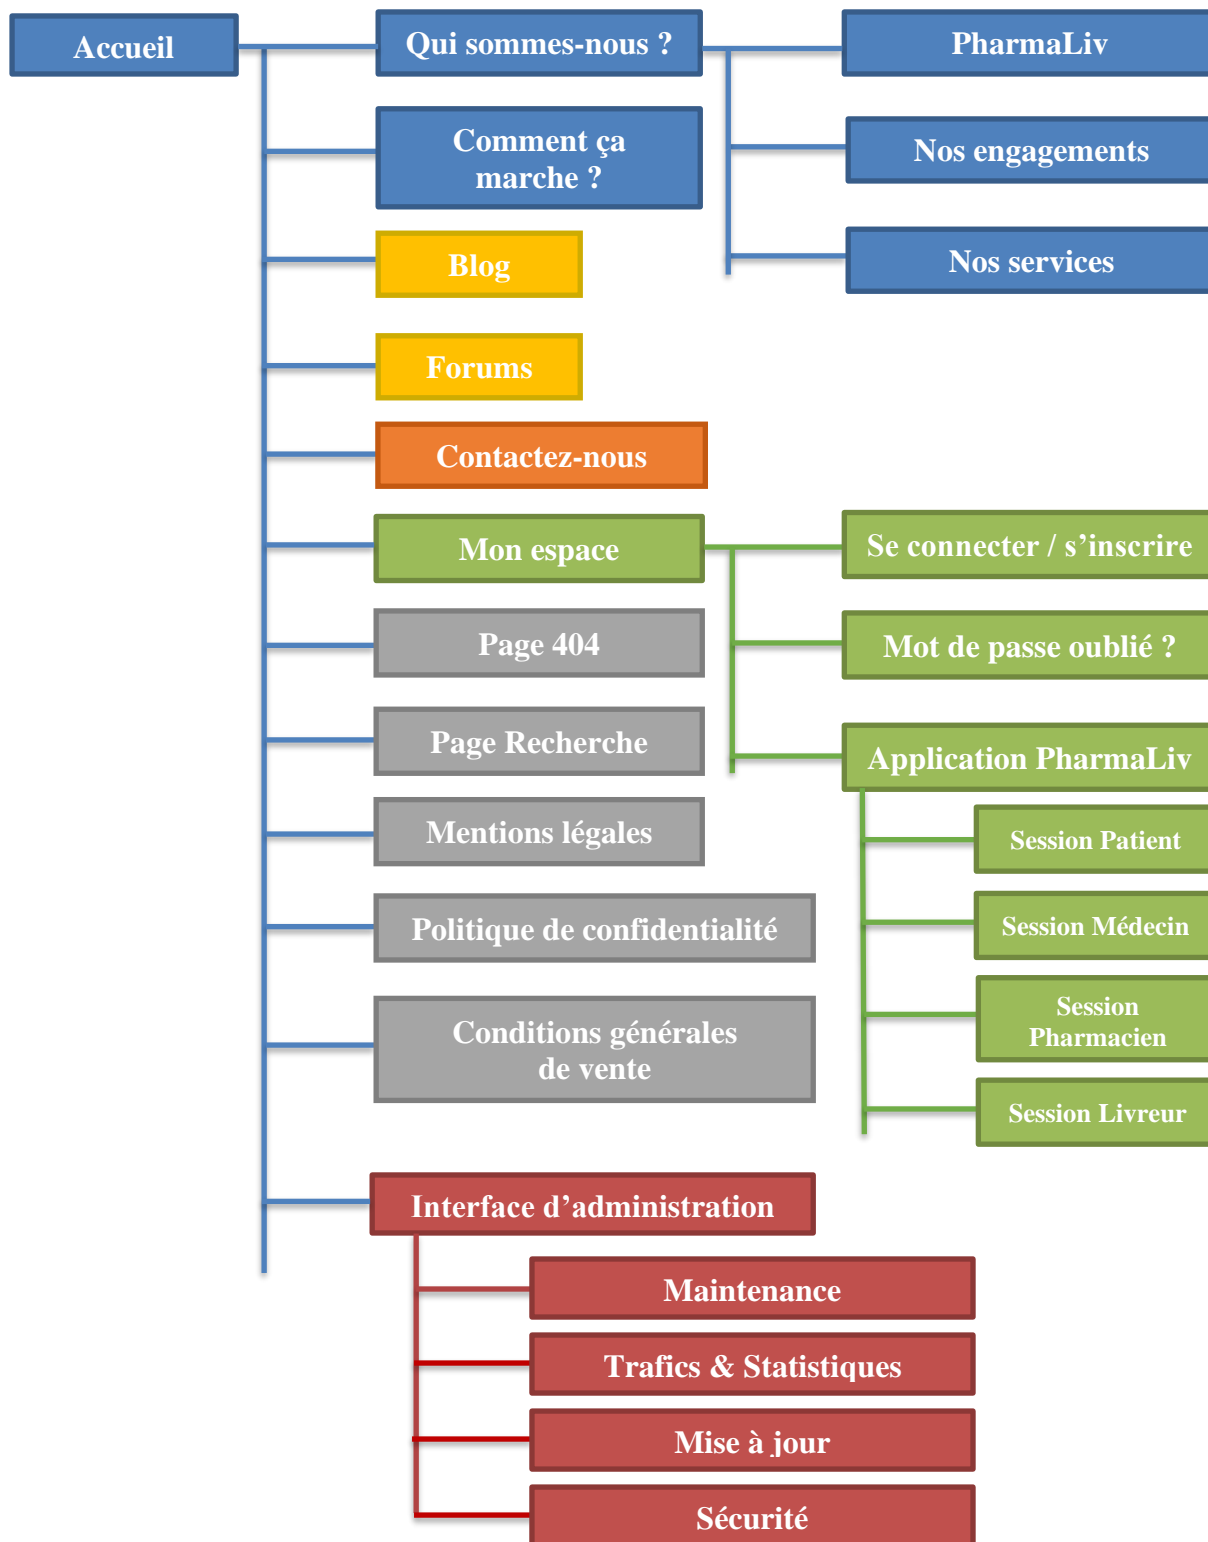 Accueil
Qui sommes-nous ?
PharmaLiv
Comment ça
marche ?
Nos engagements
Blog
Nos services
Forums
Contactez-nous
Mon espace
Se connecter / s’inscrire
Page 404
Mot de passe oublié ?
Page Recherche
Application PharmaLiv
Mentions légales
Session Patient
Politique de confidentialité
Session Médecin
Conditions générales
de vente
Session
Pharmacien
Session Livreur
Interface d’administration
Maintenance
Trafics & Statistiques
Mise à jour
Sécurité